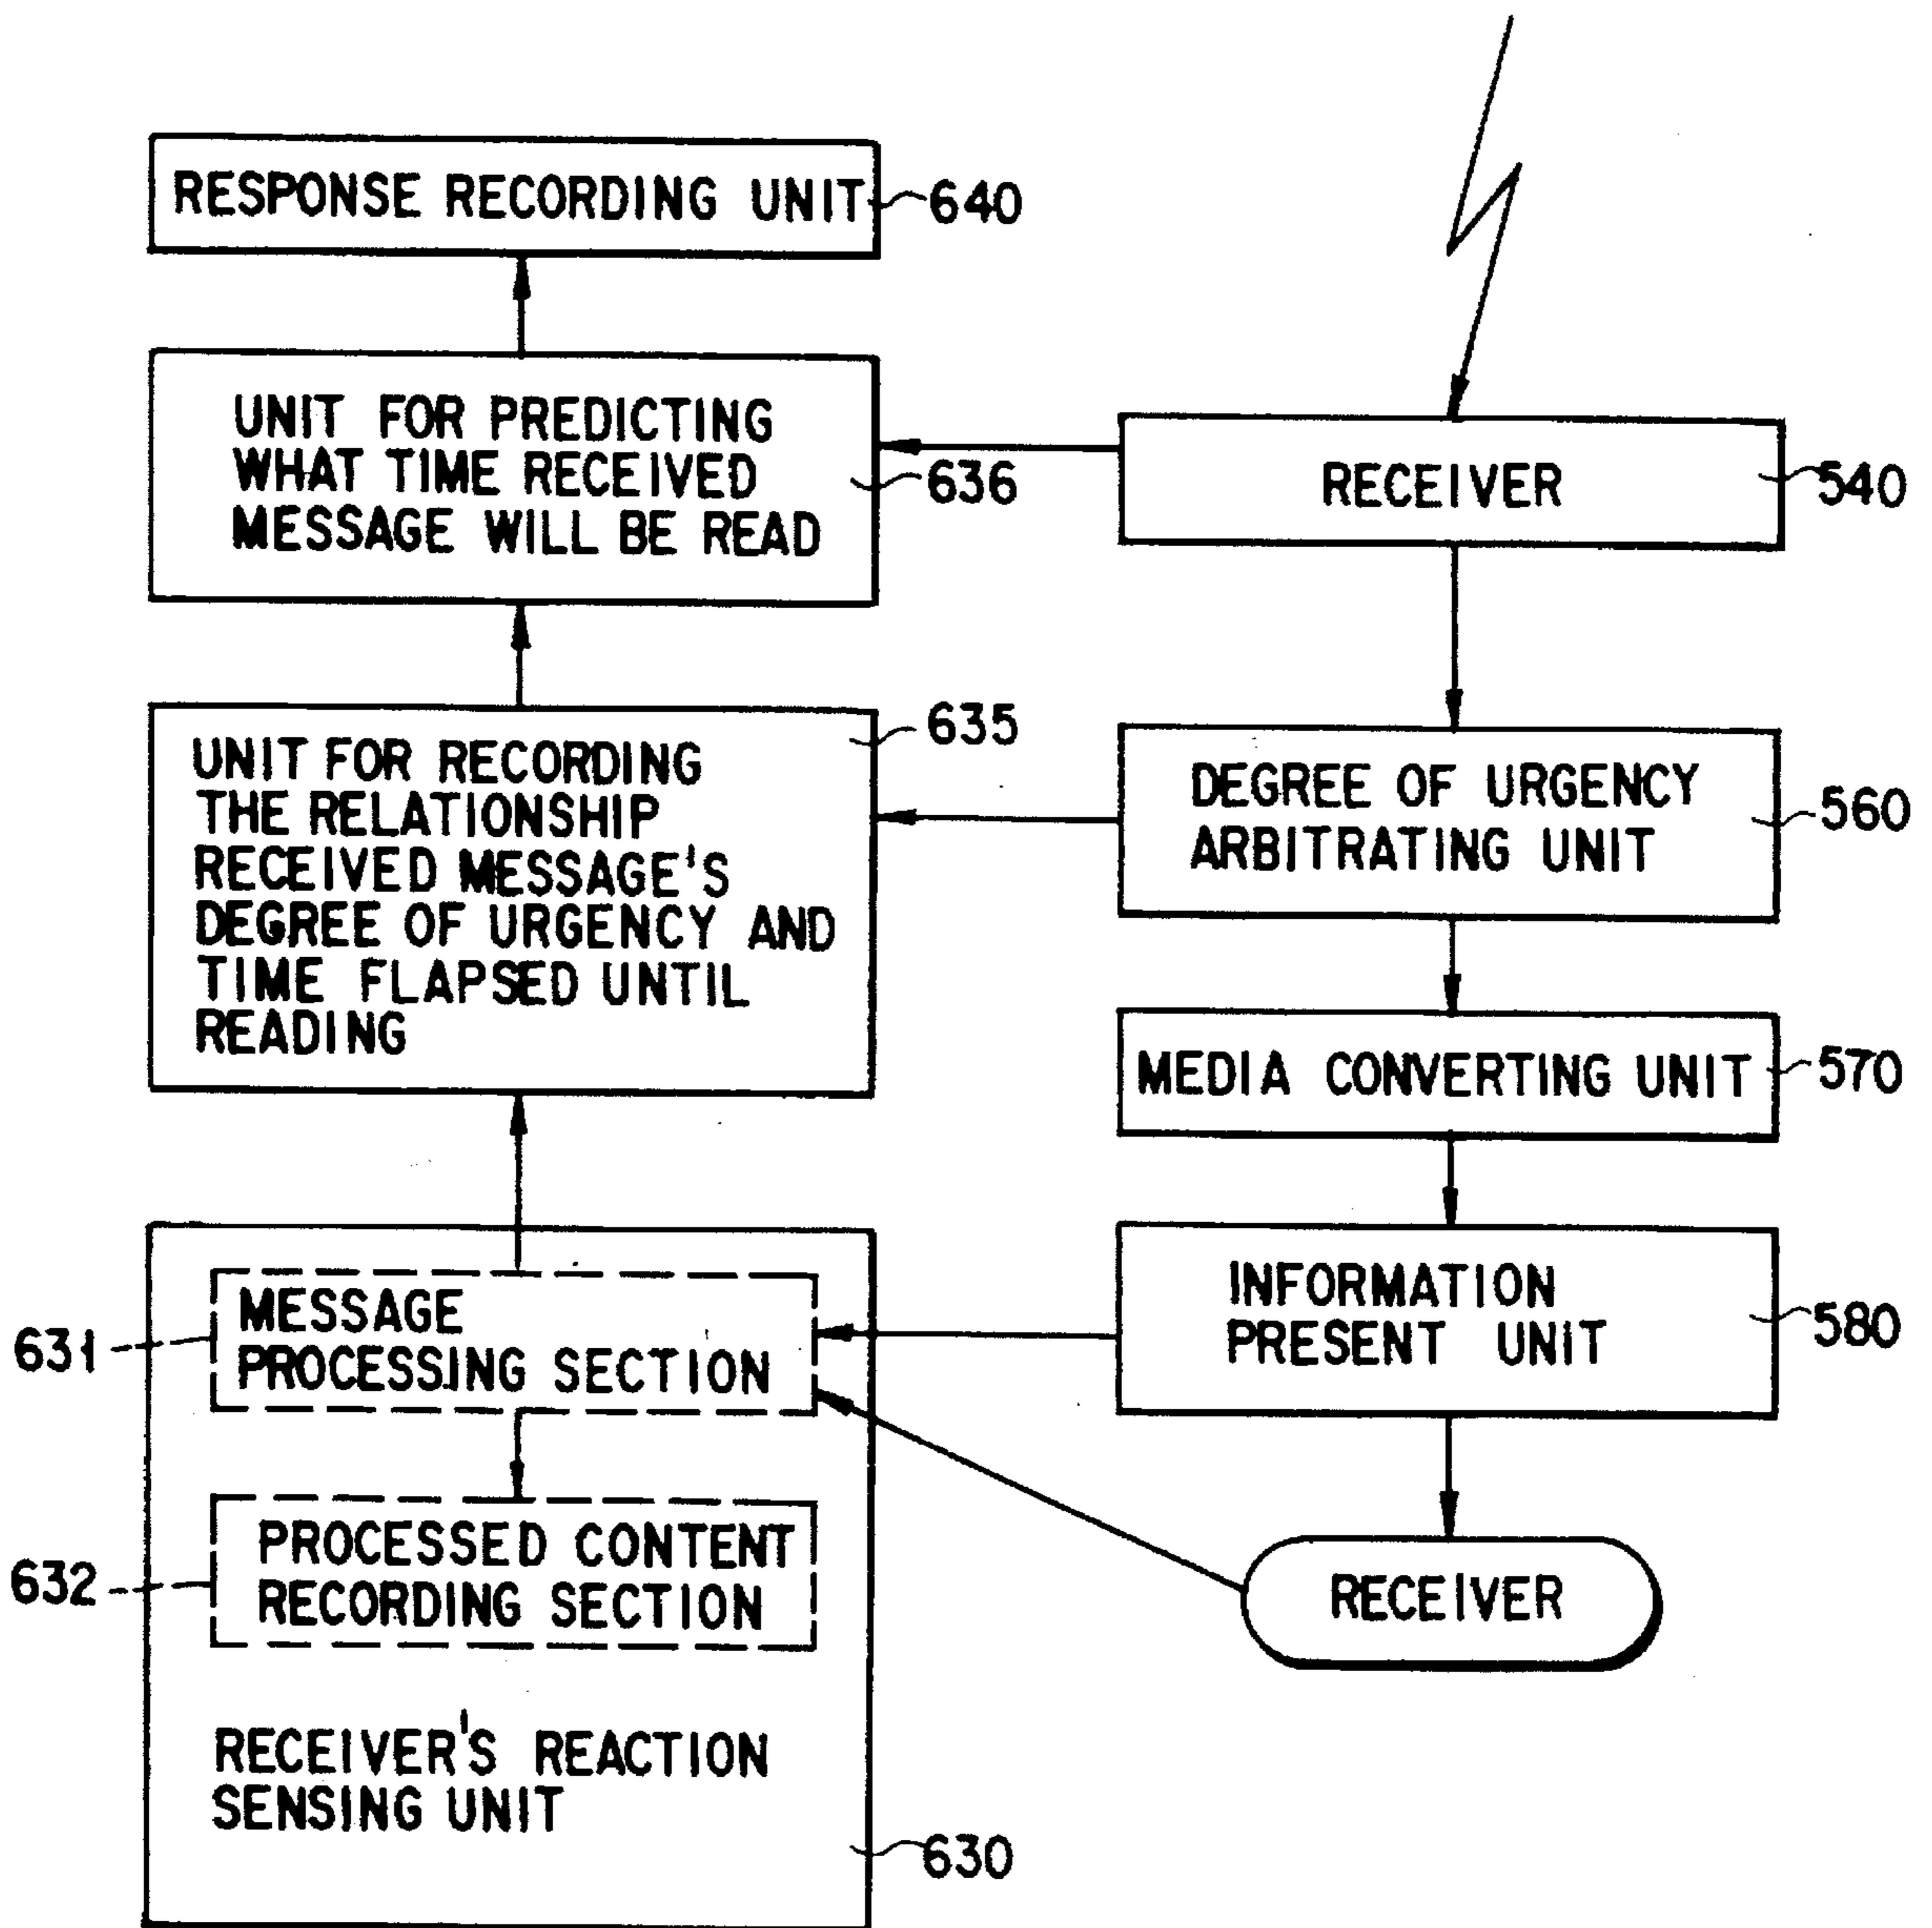 RESPONSE RECORDING UNIT
640
UNIT FOR PREDICTING
WHAT TIME RECEIVED
MESSAGE WILL BE READ
636
RECEIVER
540
UNIT FOR RECORDING
THE RELATIONSHIP
RECEIVED MESSAGE'S
DEGREE OF URGENCY AND
TIME FLAPSED UNTIL
READING
635
DEGREE OF URGENCY
ARBITRATING UNIT
560
MEDIA CONVERTING UNIT
570
MESSAGE
PROCESSING SECTION
631
INFORMATION
PRESENT UNIT
580
PROCESSED CONTENT
RECORDING SECTION
632
RECEIVER
RECEIVER'S REACTION
SENSING UNIT
630